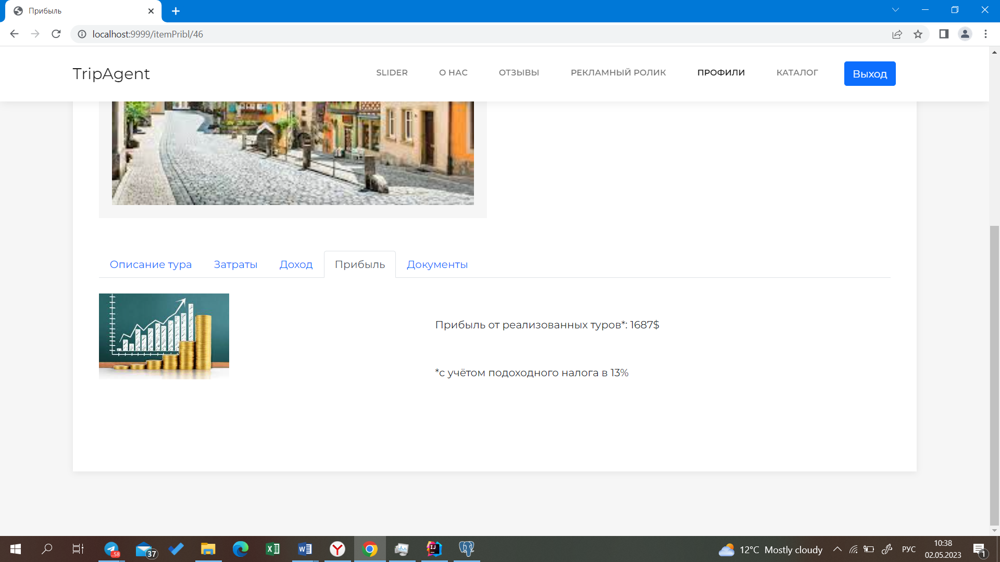 Прибыль
localhost:9999/itemPribl/46
TripAgent
SLIDER
О НАС
ОТЗЫВЫ
РЕКЛАМНЫЙ РОЛИК
ПРОФИЛИ
КАТАЛОГ
Выход
Описание тура
Затраты
Доход
Прибыль
Документы
Прибыль от реализованных туров*: 1687$
*с учётом подоходного налога в 13%
..58
37
12°C Mostly cloudy
РУС
10:38
02.05.2023
1